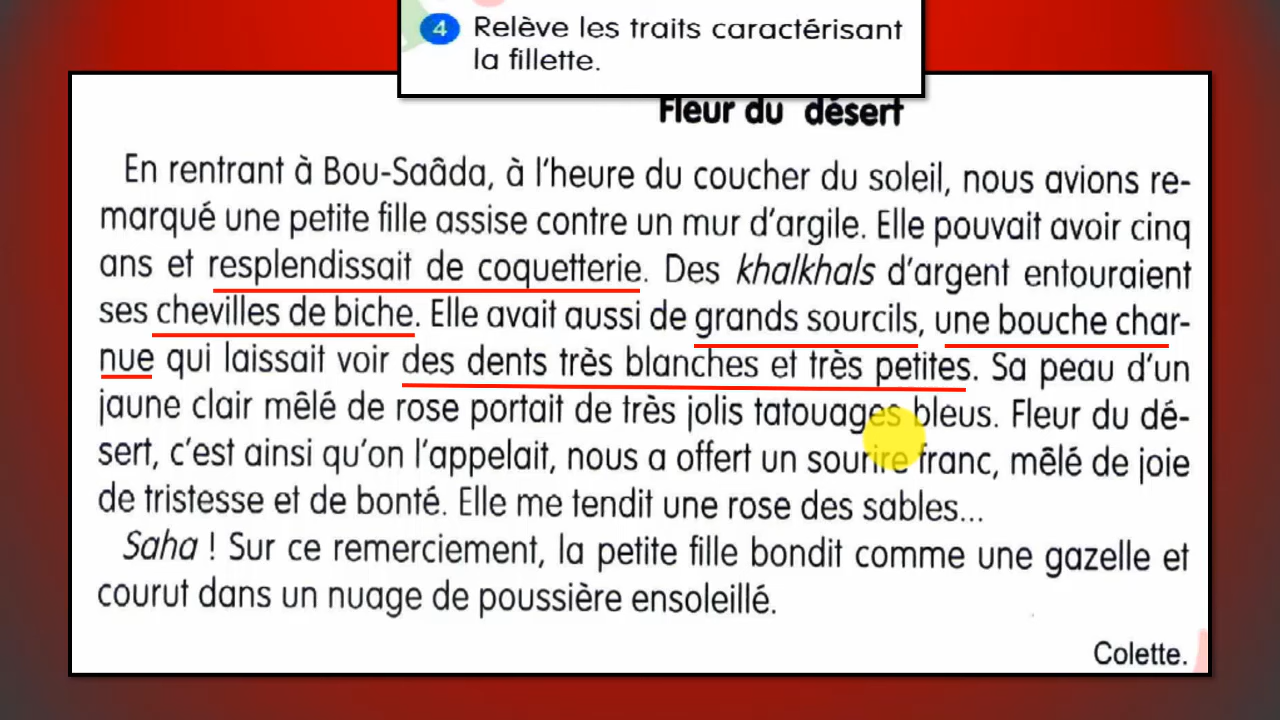 4 Relève les traits caractérisant
la fillette.
Fleur du désert
En rentrant à Bou-Saâda, à l'heure du coucher du soleil, nous avions re-
marqué une petite fille assise contre un mur d'argile. Elle pouvait avoir cinq
ans et resplendissait de coquetterie. Des khalkhals d'argent entouraient
ses chevilles de biche. Elle avait aussi de grands sourcils, une bouche char-
nue qui laissait voir des dents très blanches et très petites. Sa peau d'un
jaune clair mêlé de rose portait de très jolis tatouages bleus. Fleur du dé-
sert, c'est ainsi qu'on l'appelait, nous a offert un sourire franc, mêlé de joie
de tristesse et de bonté. Elle me tendit une rose des sables...
Saha ! Sur ce remerciement, la petite fille bondit comme une gazelle et
courut dans un nuage de poussière ensoleillé.
Colette.